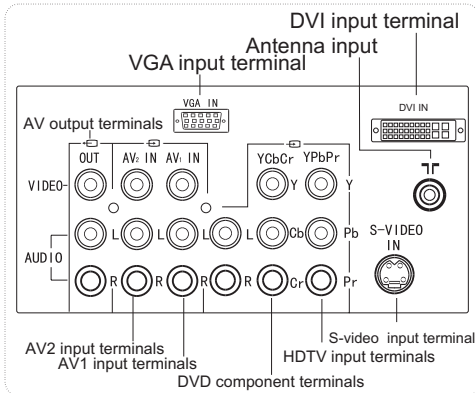 DVI input terminal
Antenna input
VGA input terminal
VGA IN
DVI IN
AV output terminals
OUT AV2 IN AV1 IN YCbCr YPbPr
VIDEO Y Y
L L L Cb Pb
S-VIDEO
IN
AUDIO
R R R Cr Pr
S-video input terminal
AV2 input terminals
HDTV input terminals
AV1 input terminals
DVD component terminals